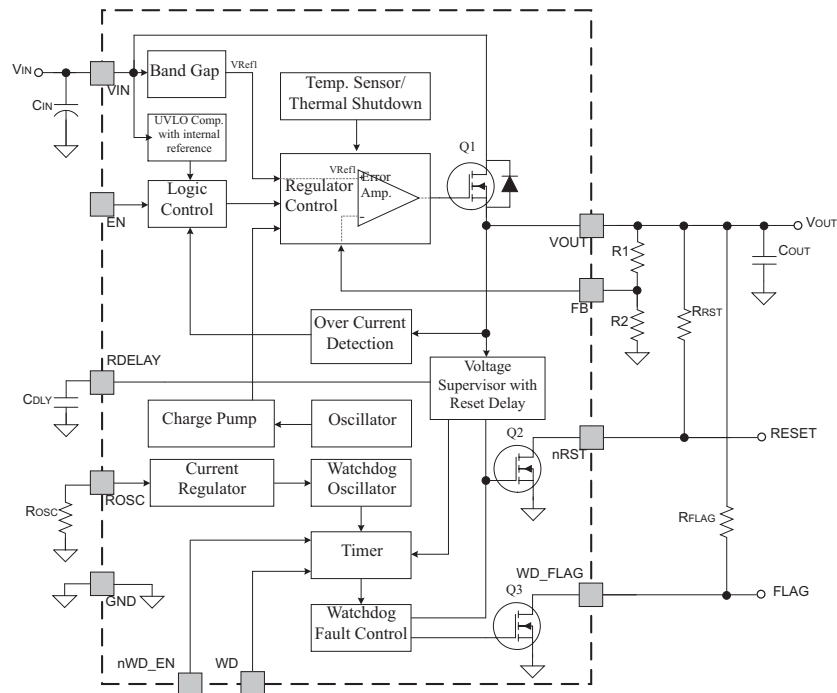 VIN
CIN
VIN
Band Gap
VRef1
UVLO Comp.
with internal
reference
Temp. Sensor/
Thermal Shutdown
EN
Logic
Control
Regulator
Control
VRef1
+
Error
Amp.
−
Q1
VOUT
VOUT
COUT
R1
R2
FB
RRST
Over Current
Detection
RDELAY
CDLY
Voltage
Supervisor with
Reset Delay
Charge Pump
Oscillator
Q2
nRST
RESET
ROSC
ROSC
Current
Regulator
Watchdog
Oscillator
RFLAG
Timer
GND
WD_FLAG
FLAG
Q3
Watchdog
Fault Control
nWD_EN
WD